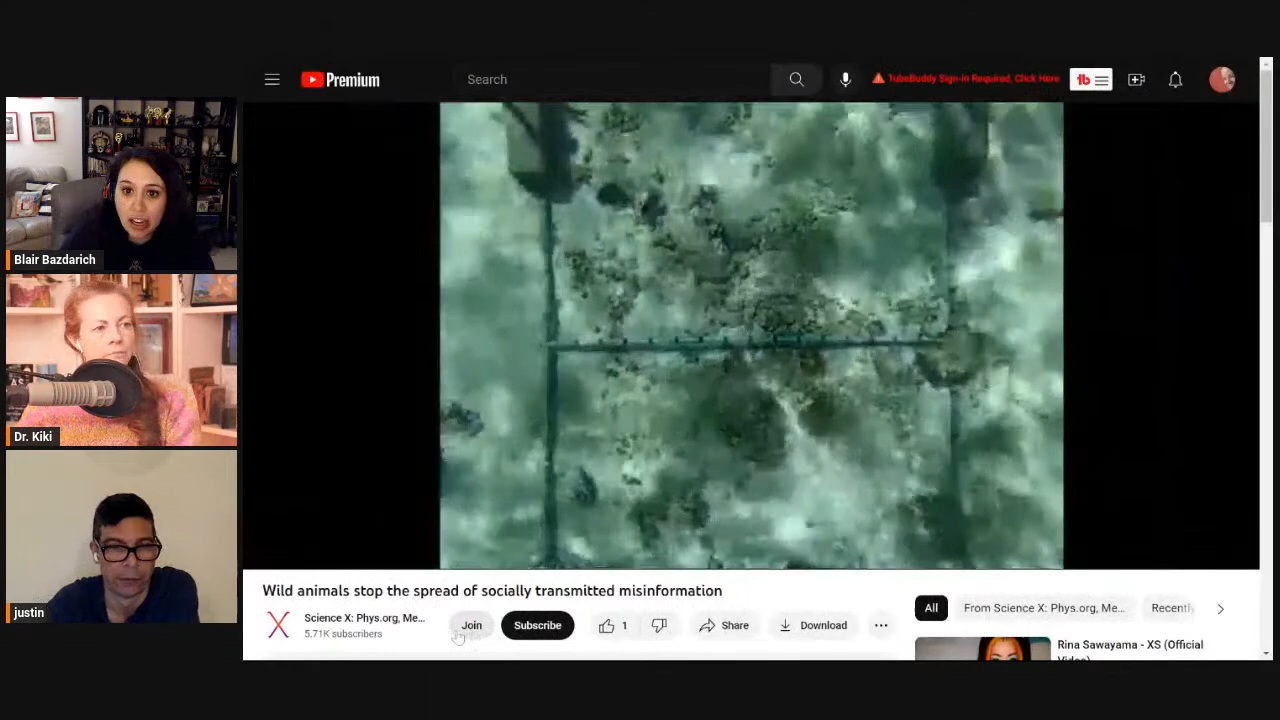 Premium
Search
TubeBuddy Sign-in Required, Click Here
tb
Blair Bazdarich
Dr. Kiki
justin
Wild animals stop the spread of socially transmitted misinformation
Science X: Phys.org, Me...
5.71K subscribers
Join
Subscribe
1
Share
Download
All
From Science X: Phys.org, Me...
Recently
Rina Sawayama - XS (Official
Video)